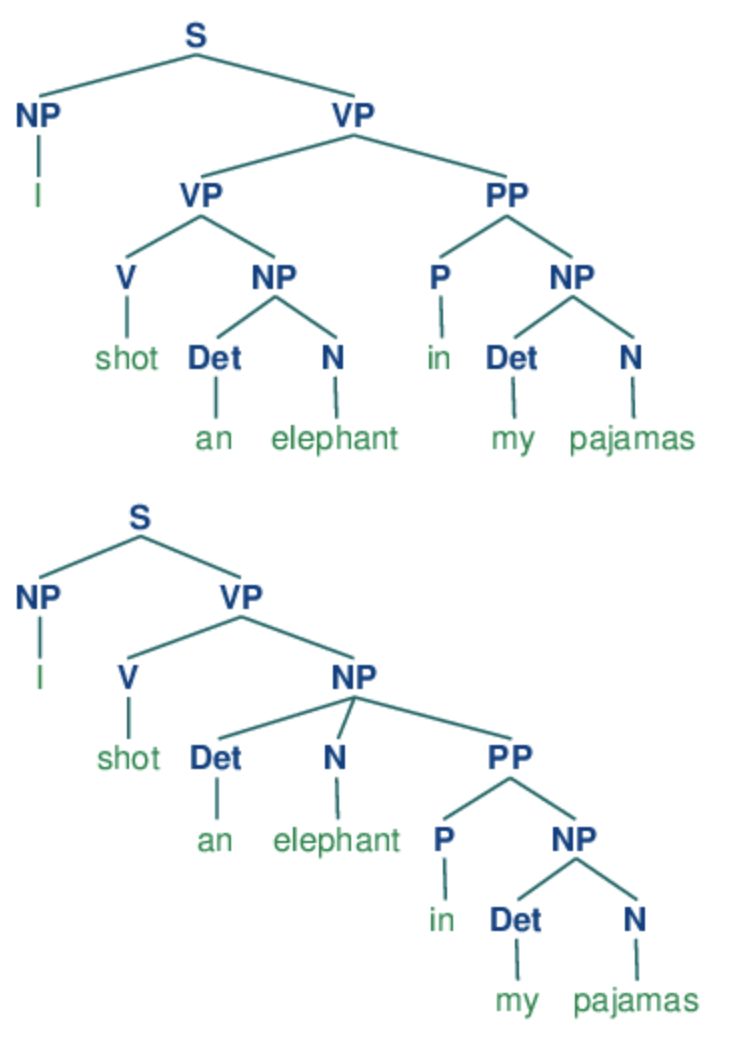 S
NP VP
I VP PP
V NP P NP
shot Det N in Det N
an elephant my pajamas
S
NP VP
I V NP
shot Det N PP
an elephant P NP
in Det N
my pajamas